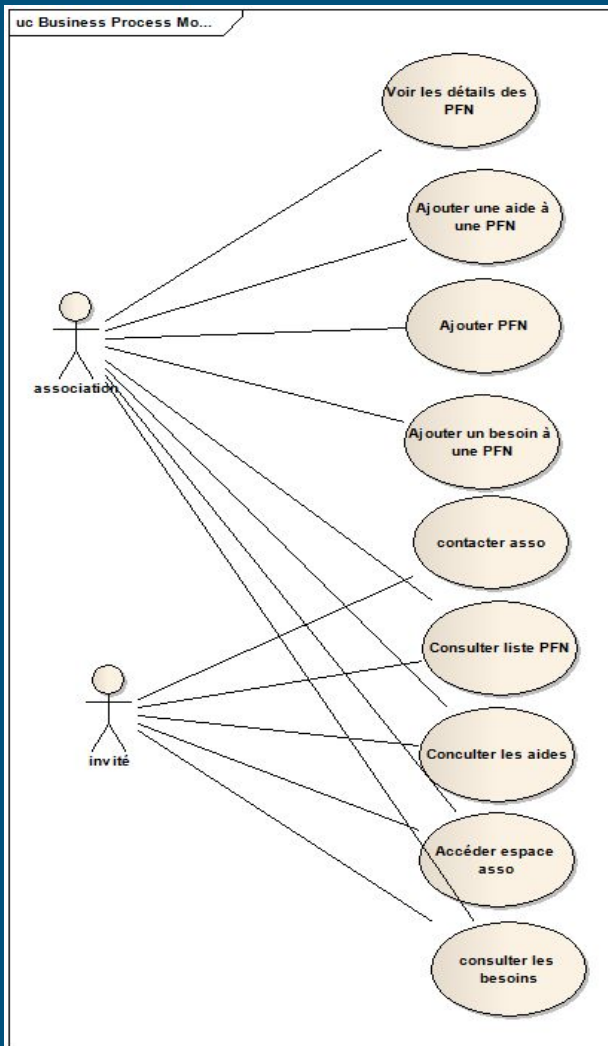 uc Business Process Mo...
Voir les détails des
PFN
Ajouter une aide à
une PFN
Ajouter PFN
association
Ajouter un besoin à
une PFN
contacter asso
Consulter liste PFN
invité
Conculter les aides
Accéder espace
asso
consulter les
besoins